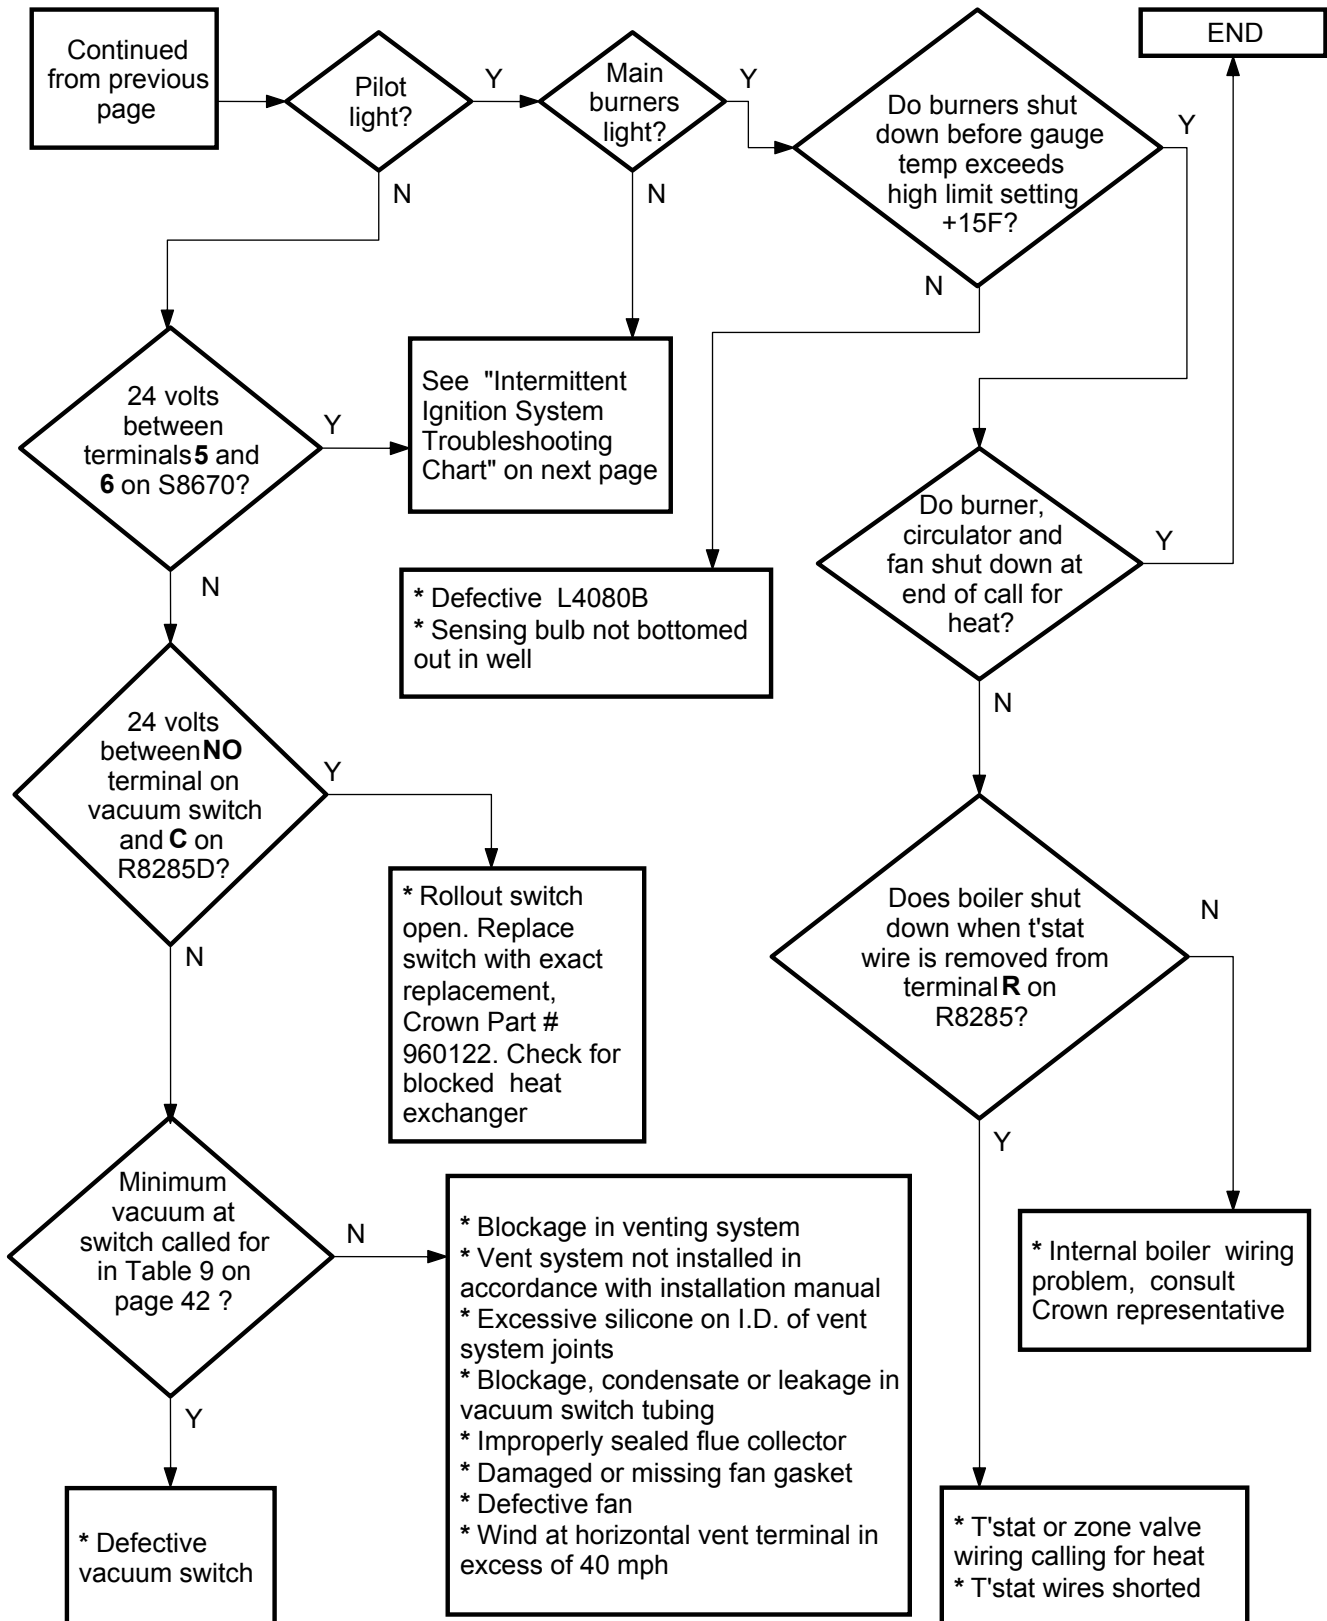 Continued
from previous
page
Pilot
light?
Y
N
Main
burners
light?
Y
N
Do burners shut
down before gauge
temp exceeds
high limit setting
+15F?
Y
N
END
24 volts
between
terminals 5 and
6 on S8670?
Y
N
See "Intermittent
Ignition System
Troubleshooting
Chart" on next page
* Defective L4080B
* Sensing bulb not bottomed
out in well
Do burner,
circulator and
fan shut down at
end of call for
heat?
Y
N
24 volts
between NO
terminal on
vacuum switch
and C on
R8285D?
Y
N
* Rollout switch
open. Replace
switch with exact
replacement,
Crown Part #
960122. Check for
blocked heat
exchanger
Does boiler shut
down when t'stat
wire is removed from
terminal R on
R8285?
N
Y
Minimum
vacuum at
switch called for
in Table 9 on
page 42 ?
N
Y
* Blockage in venting system
* Vent system not installed in
accordance with installation manual
* Excessive silicone on I.D. of vent
system joints
* Blockage, condensate or leakage in
vacuum switch tubing
* Improperly sealed flue collector
* Damaged or missing fan gasket
* Defective fan
* Wind at horizontal vent terminal in
excess of 40 mph
* Internal boiler wiring
problem, consult
Crown representative
* Defective
vacuum switch
* T'stat or zone valve
wiring calling for heat
* T'stat wires shorted